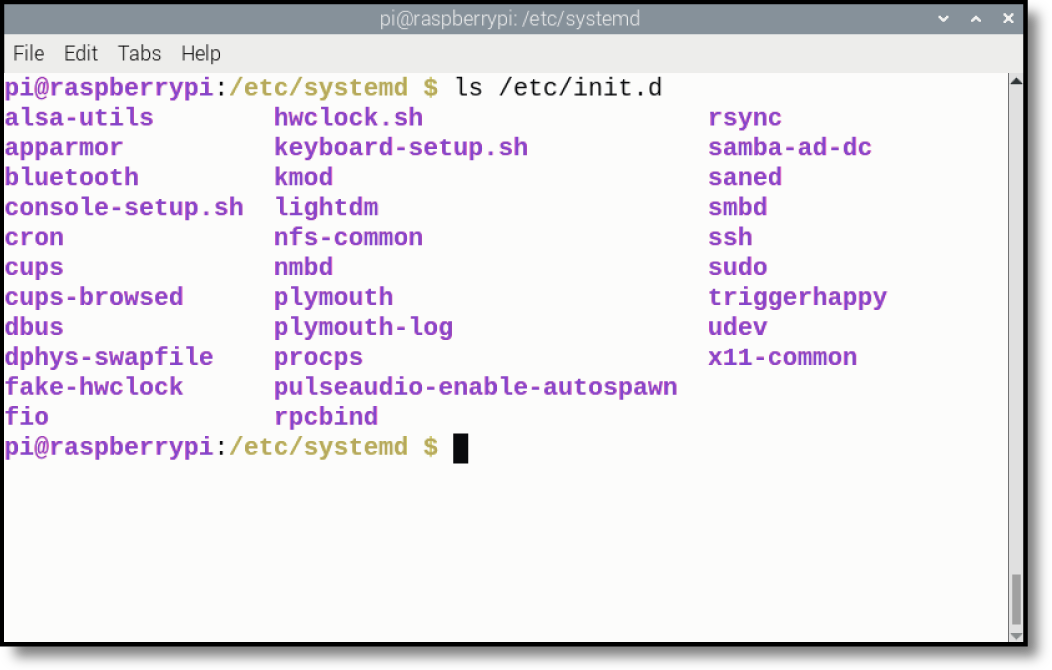 pi@raspberrypi: /etc/systemd
File Edit Tabs Help
pi@raspberrypi:/etc/systemd $ ls /etc/init.d
alsa-utils hwclock.sh rsync
apparmor keyboard-setup.sh samba-ad-dc
bluetooth kmod saned
console-setup.sh lightdm smbd
cron nfs-common ssh
cups nmbd sudo
cups-browsed plymouth triggerhappy
dbus plymouth-log udev
dphys-swapfile procps x11-common
fake-hwclock pulseaudio-enable-autospawn
fio rpcbind
pi@raspberrypi:/etc/systemd $